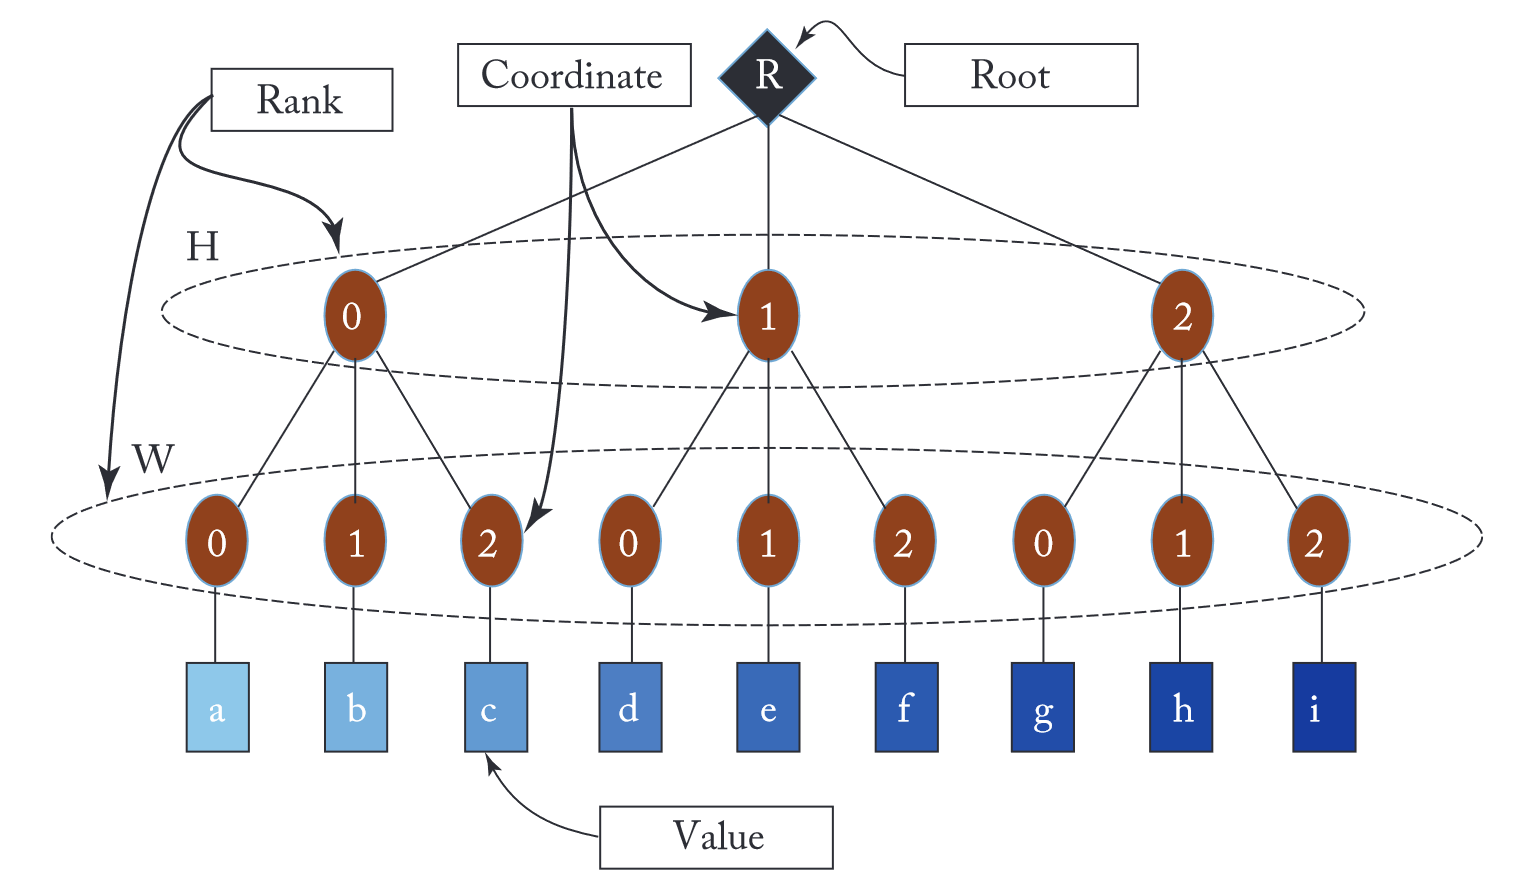 Rank
Coordinate
R
Root
H
0 1 2
W
0 1 2 0 1 2 0 1 2
a b c d e f g h i
Value